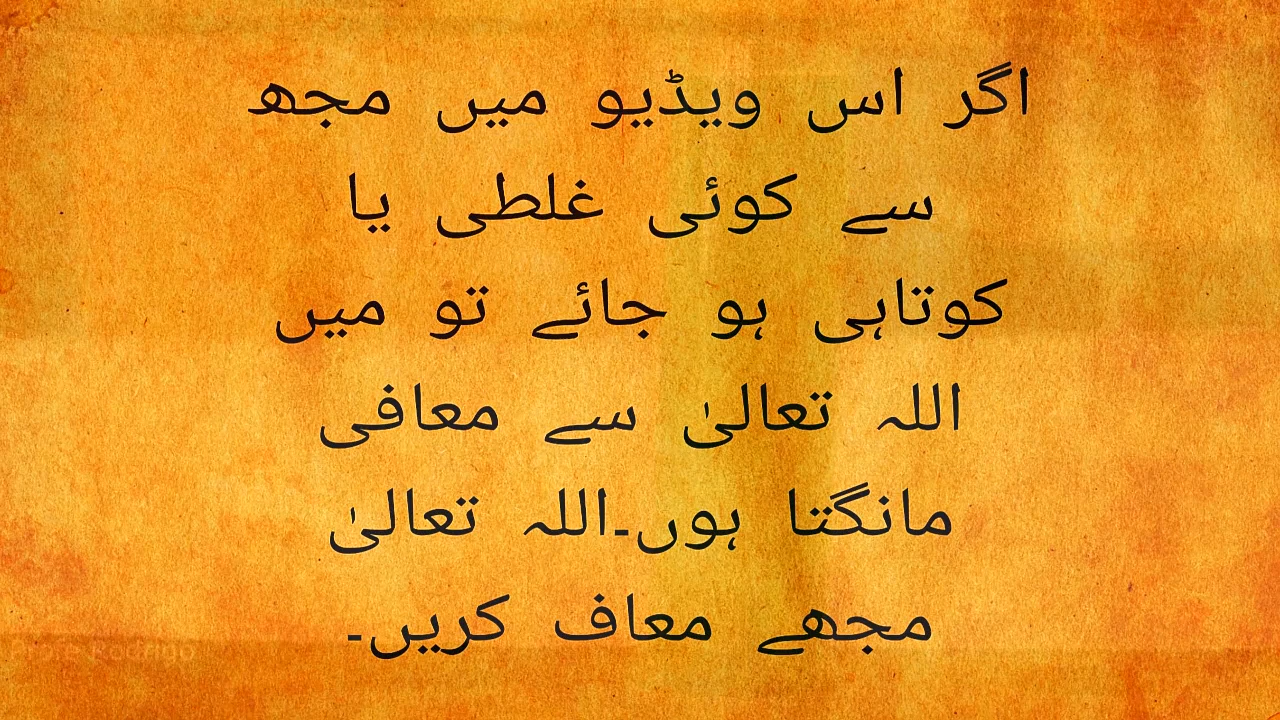 اگر اس ویڈیو میں مجھ
سے کوئی غلطی یا
کوتاہی ہو جائے تو میں
اللہ تعالیٰ سے معافی
مانگتا ہوں۔اللہ تعالیٰ
مجھے معاف کریں۔